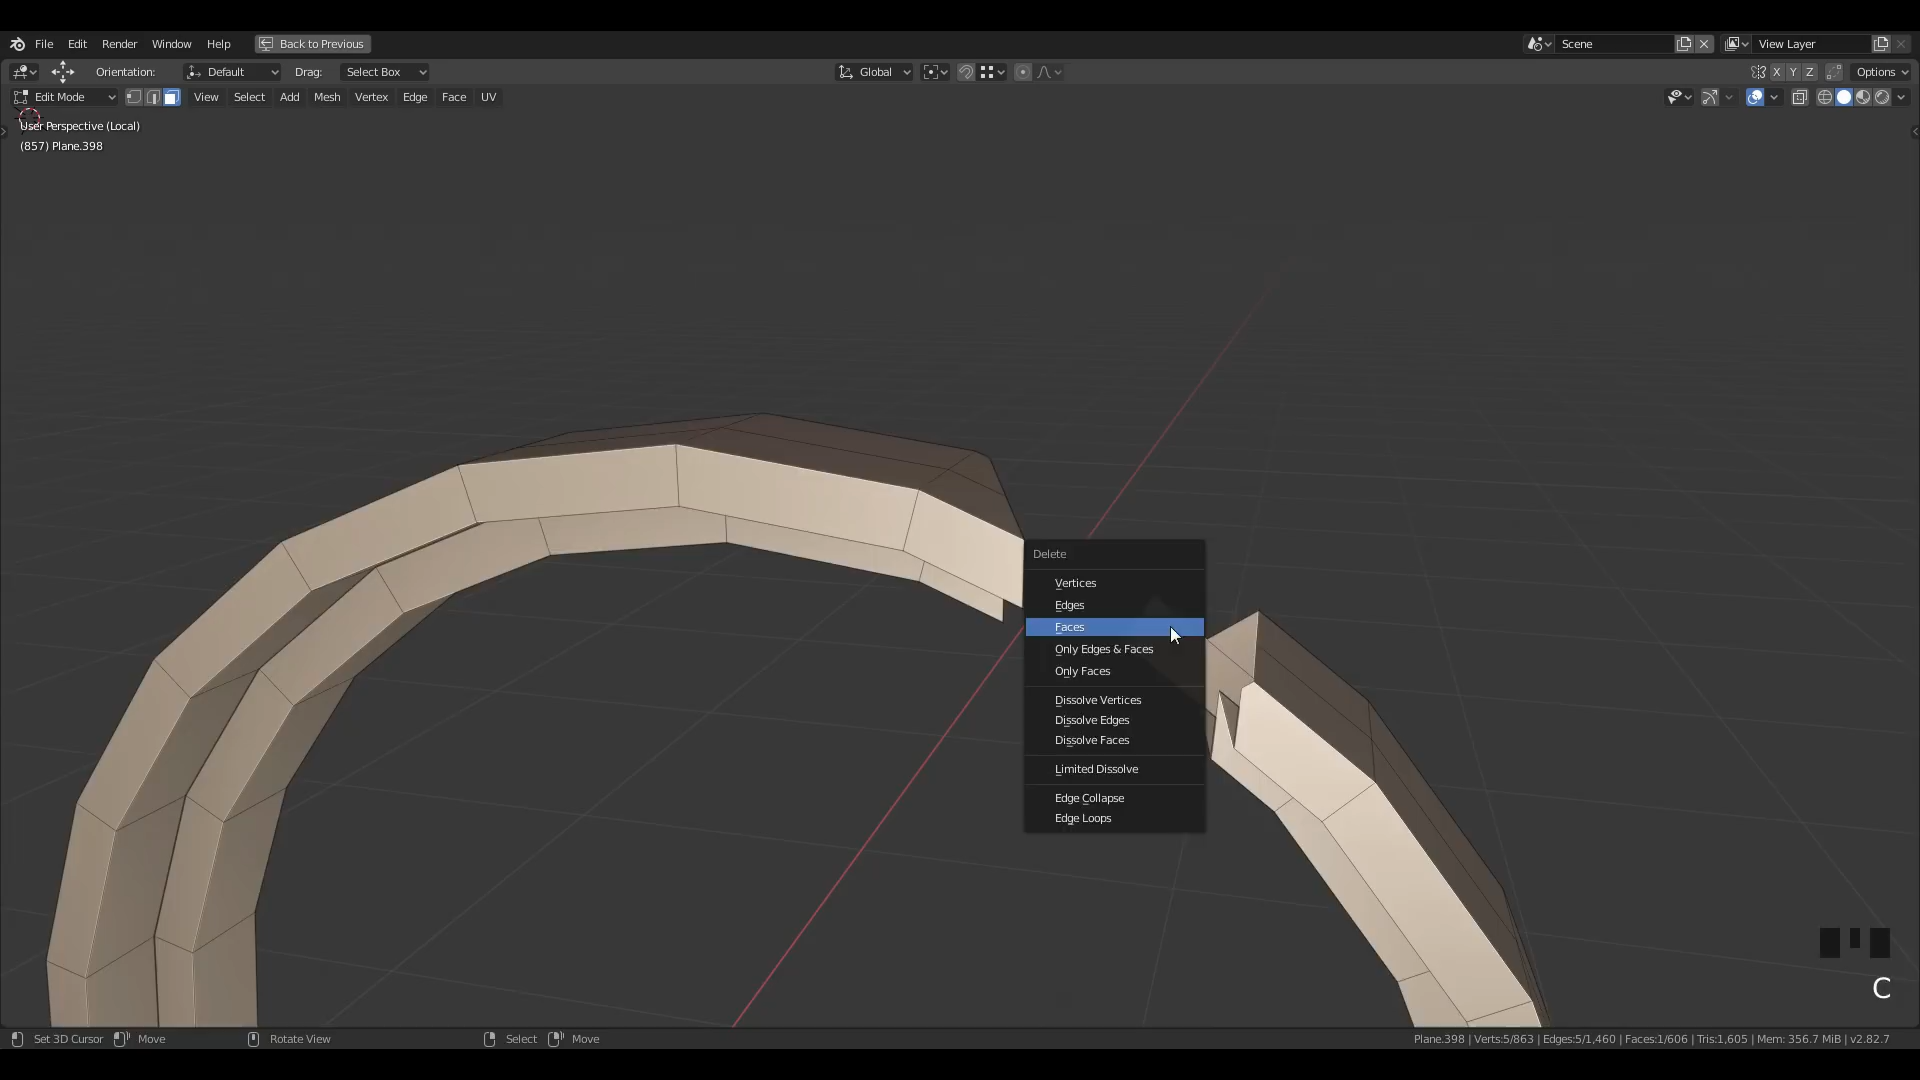 File Edit Render Window Help Back to Previous Scene View Layer
Orientation: Default Drag: Select Box Global X Y Z Options
Edit Mode View Select Add Mesh Vertex Edge Face UV
User Perspective (Local)
(857) Plane.398
Delete
Vertices
Edges
Faces
Only Edges & Faces
Only Faces
Dissolve Vertices
Dissolve Edges
Dissolve Faces
Limited Dissolve
Edge Collapse
Edge Loops
C
Set 3D Cursor Move Rotate View Select Move Plane.398 | Verts:5/863 | Edges:5/1,460 | Faces:1/606 | Tris:1,605 | Mem: 356.7 MiB | v2.82.7